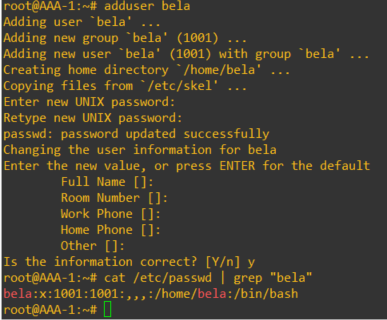 root@AAA-1:~# adduser bela
Adding user `bela' ...
Adding new group `bela' (1001) ...
Adding new user `bela' (1001) with group `bela' ...
Creating home directory `/home/bela' ...
Copying files from `/etc/skel' ...
Enter new UNIX password:
Retype new UNIX password:
passwd: password updated successfully
Changing the user information for bela
Enter the new value, or press ENTER for the default
        Full Name []:
        Room Number []:
        Work Phone []:
        Home Phone []:
        Other []:
Is the information correct? [Y/n] y
root@AAA-1:~# cat /etc/passwd | grep "bela"
bela:x:1001:1001:,,,:/home/bela:/bin/bash
root@AAA-1:~#